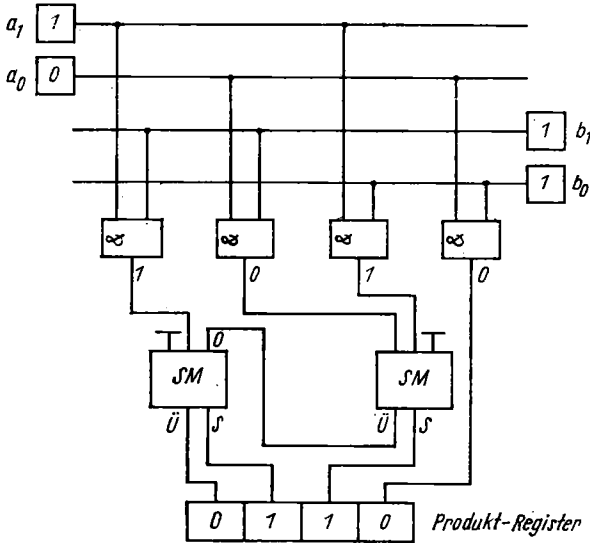 a₁ 1
a₀ 0
1 b₁
1 b₀
& & & &
1 0 1 0
0
SM SM
Ü S Ü S
0 1 1 0 Produkt-Register